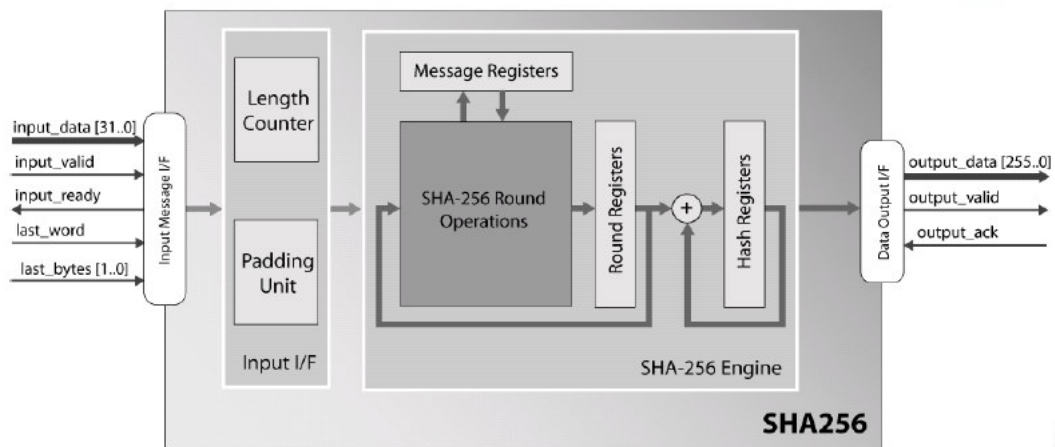 input_data [31..0]
input_valid
input_ready
last_word
last_bytes [1..0]
Input Message I/F
Length
Counter
Padding
Unit
Input I/F
Message Registers
SHA-256 Round
Operations
Round Registers
+
Hash Registers
SHA-256 Engine
Data Output I/F
output_data [255..0]
output_valid
output_ack
SHA256